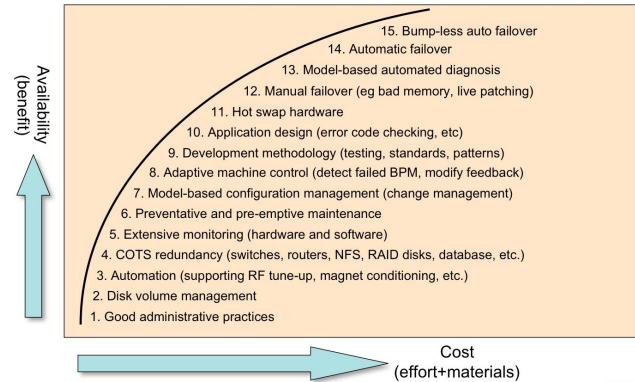 15. Bump-less auto failover
14. Automatic failover
13. Model-based automated diagnosis
12. Manual failover (eg bad memory, live patching)
11. Hot swap hardware
10. Application design (error code checking, etc)
9. Development methodology (testing, standards, patterns)
8. Adaptive machine control (detect failed BPM, modify feedback)
7. Model-based configuration management (change management)
6. Preventative and pre-emptive maintenance
5. Extensive monitoring (hardware and software)
4. COTS redundancy (switches, routers, NFS, RAID disks, database, etc.)
3. Automation (supporting RF tune-up, magnet conditioning, etc.)
2. Disk volume management
1. Good administrative practices
Availability
(benefit)
Cost
(effort+materials)